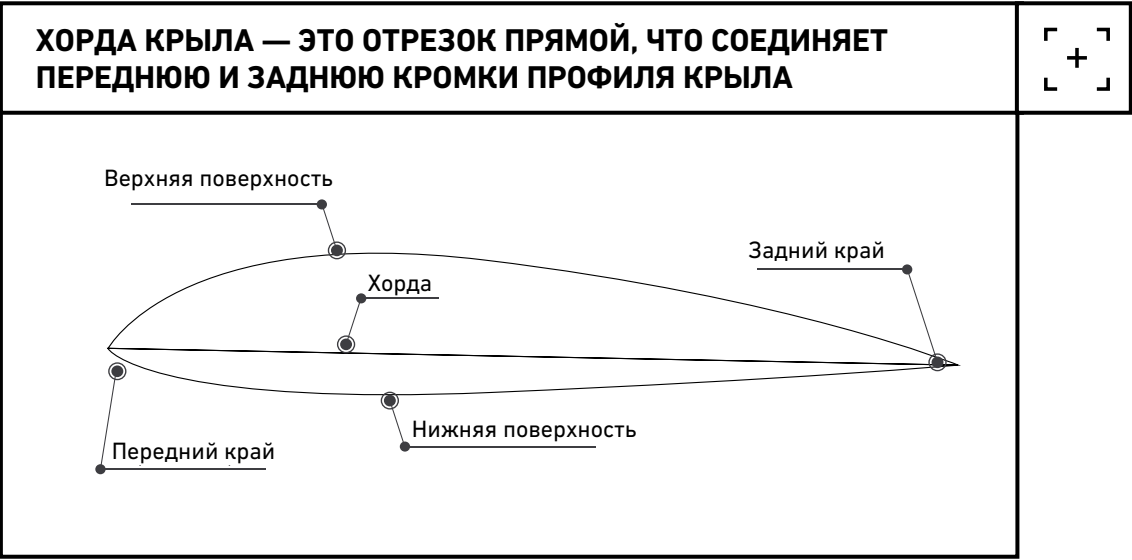 ХОРДА КРЫЛА — ЭТО ОТРЕЗОК ПРЯМОЙ, ЧТО СОЕДИНЯЕТ
ПЕРЕДНЮЮ И ЗАДНЮЮ КРОМКИ ПРОФИЛЯ КРЫЛА
Верхняя поверхность
Задний край
Хорда
Нижняя поверхность
Передний край